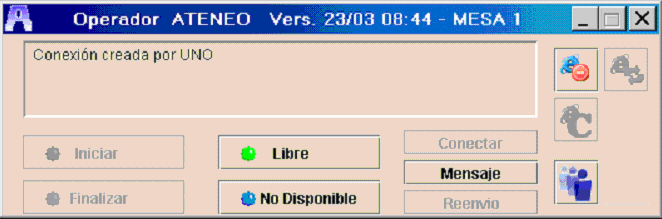 Operador ATENEO Vers. 23/03 08:44 - MESA 1
Conexión creada por UNO
Iniciar
Libre
Conectar
Mensaje
Finalizar
No Disponible
Reenvio